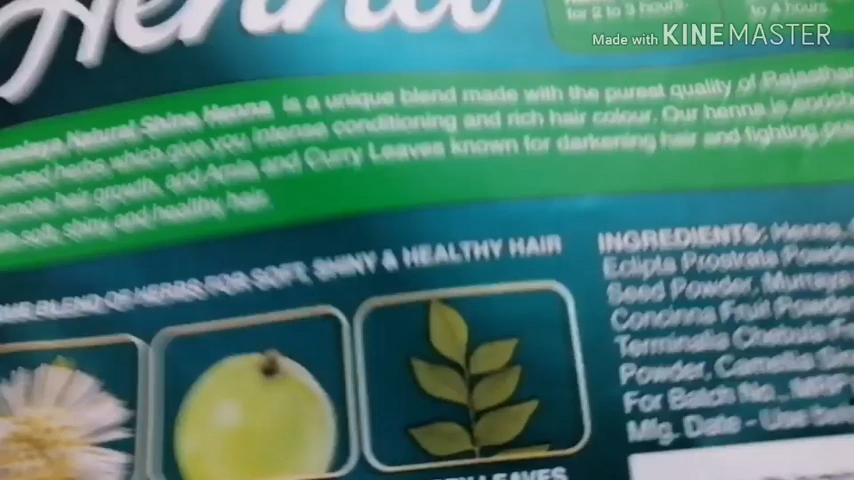 Henna
for 2 to 3 hours.
to 4 hours.
Made with KINEMASTER
Natural Shine Henna is a unique blend made with the purest quality of Rajasthan
herbs which give you intense conditioning and rich hair colour. Our henna is
hair growth, and Amla and Curry Leaves known for darkening hair and fighting
soft, shiny and healthy hair.
BLEND OF HERBS FOR SOFT, SHINY & HEALTHY HAIR
INGREDIENTS: Henna
Eclipta Prostrata Powder
Seed Powder, Murraya
Concinna Fruit Powder
Terminalia Chebula
Powder, Camellia
For Batch No., MRP
Mfg. Date - Use
LEAVES